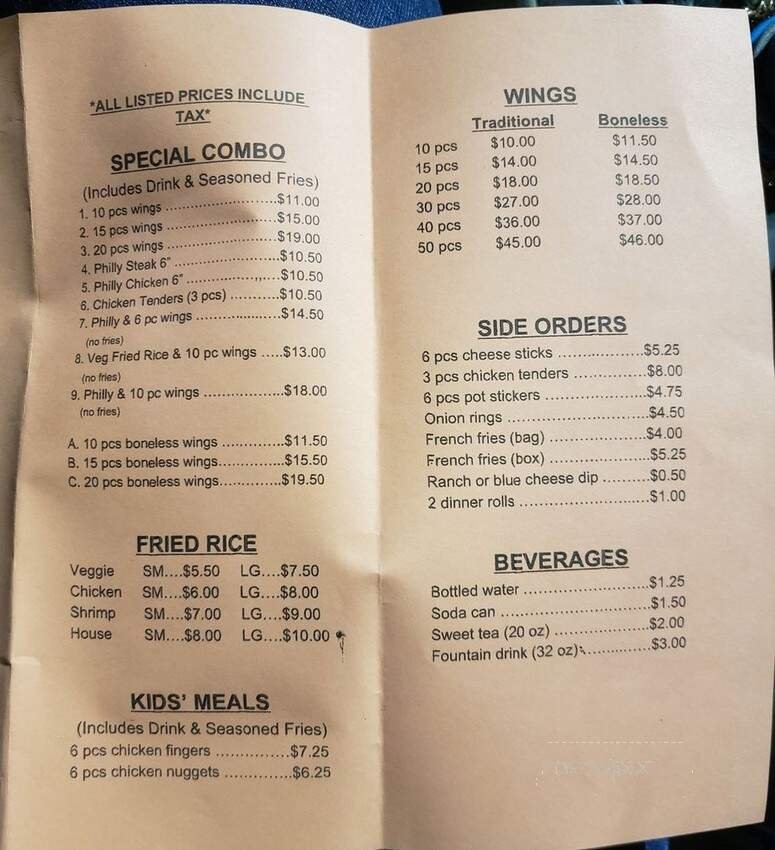 *ALL LISTED PRICES INCLUDE
TAX*
SPECIAL COMBO
(Includes Drink & Seasoned Fries)
1. 10 pcs wings ........................$11.00
2. 15 pcs wings ........................$15.00
3. 20 pcs wings ........................$19.00
4. Philly Steak 6" ......................$10.50
5. Philly Chicken 6" ..............,,....$10.50
6. Chicken Tenders (3 pcs) ..........$10.50
7. Philly & 6 pc wings ..................$14.50
(no fries)
8. Veg Fried Rice & 10 pc wings .....$13.00
(no fries)
9. Philly & 10 pc wings .................$18.00
(no fries)
A. 10 pcs boneless wings .............$11.50
B. 15 pcs boneless wings...............$15.50
C. 20 pcs boneless wings..............$19.50
FRIED RICE
Veggie SM....$5.50 LG....$7.50
Chicken SM....$6.00 LG....$8.00
Shrimp SM....$7.00 LG....$9.00
House SM....$8.00 LG....$10.00
KIDS' MEALS
(Includes Drink & Seasoned Fries)
6 pcs chicken fingers ...............$7.25
6 pcs chicken nuggets .............$6.25
WINGS
Traditional Boneless
10 pcs $10.00 $11.50
15 pcs $14.00 $14.50
20 pcs $18.00 $18.50
30 pcs $27.00 $28.00
40 pcs $36.00 $37.00
50 pcs $45.00 $46.00
SIDE ORDERS
6 pcs cheese sticks .................$5.25
3 pcs chicken tenders ...............$8.00
6 pcs pot stickers ....................$4.75
Onion rings ............................$4.50
French fries (bag) ...................$4.00
French fries (box) ....................$5.25
Ranch or blue cheese dip .........$0.50
2 dinner rolls ..........................$1.00
BEVERAGES
Bottled water .........................$1.25
Soda can ..............................$1.50
Sweet tea (20 oz) ...................$2.00
Fountain drink (32 oz)..............$3.00